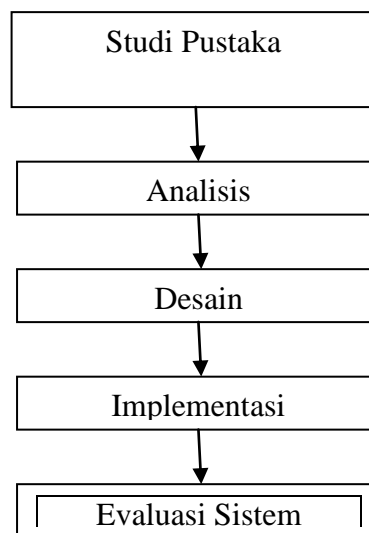 Studi Pustaka
Analisis
Desain
Implementasi
Evaluasi Sistem